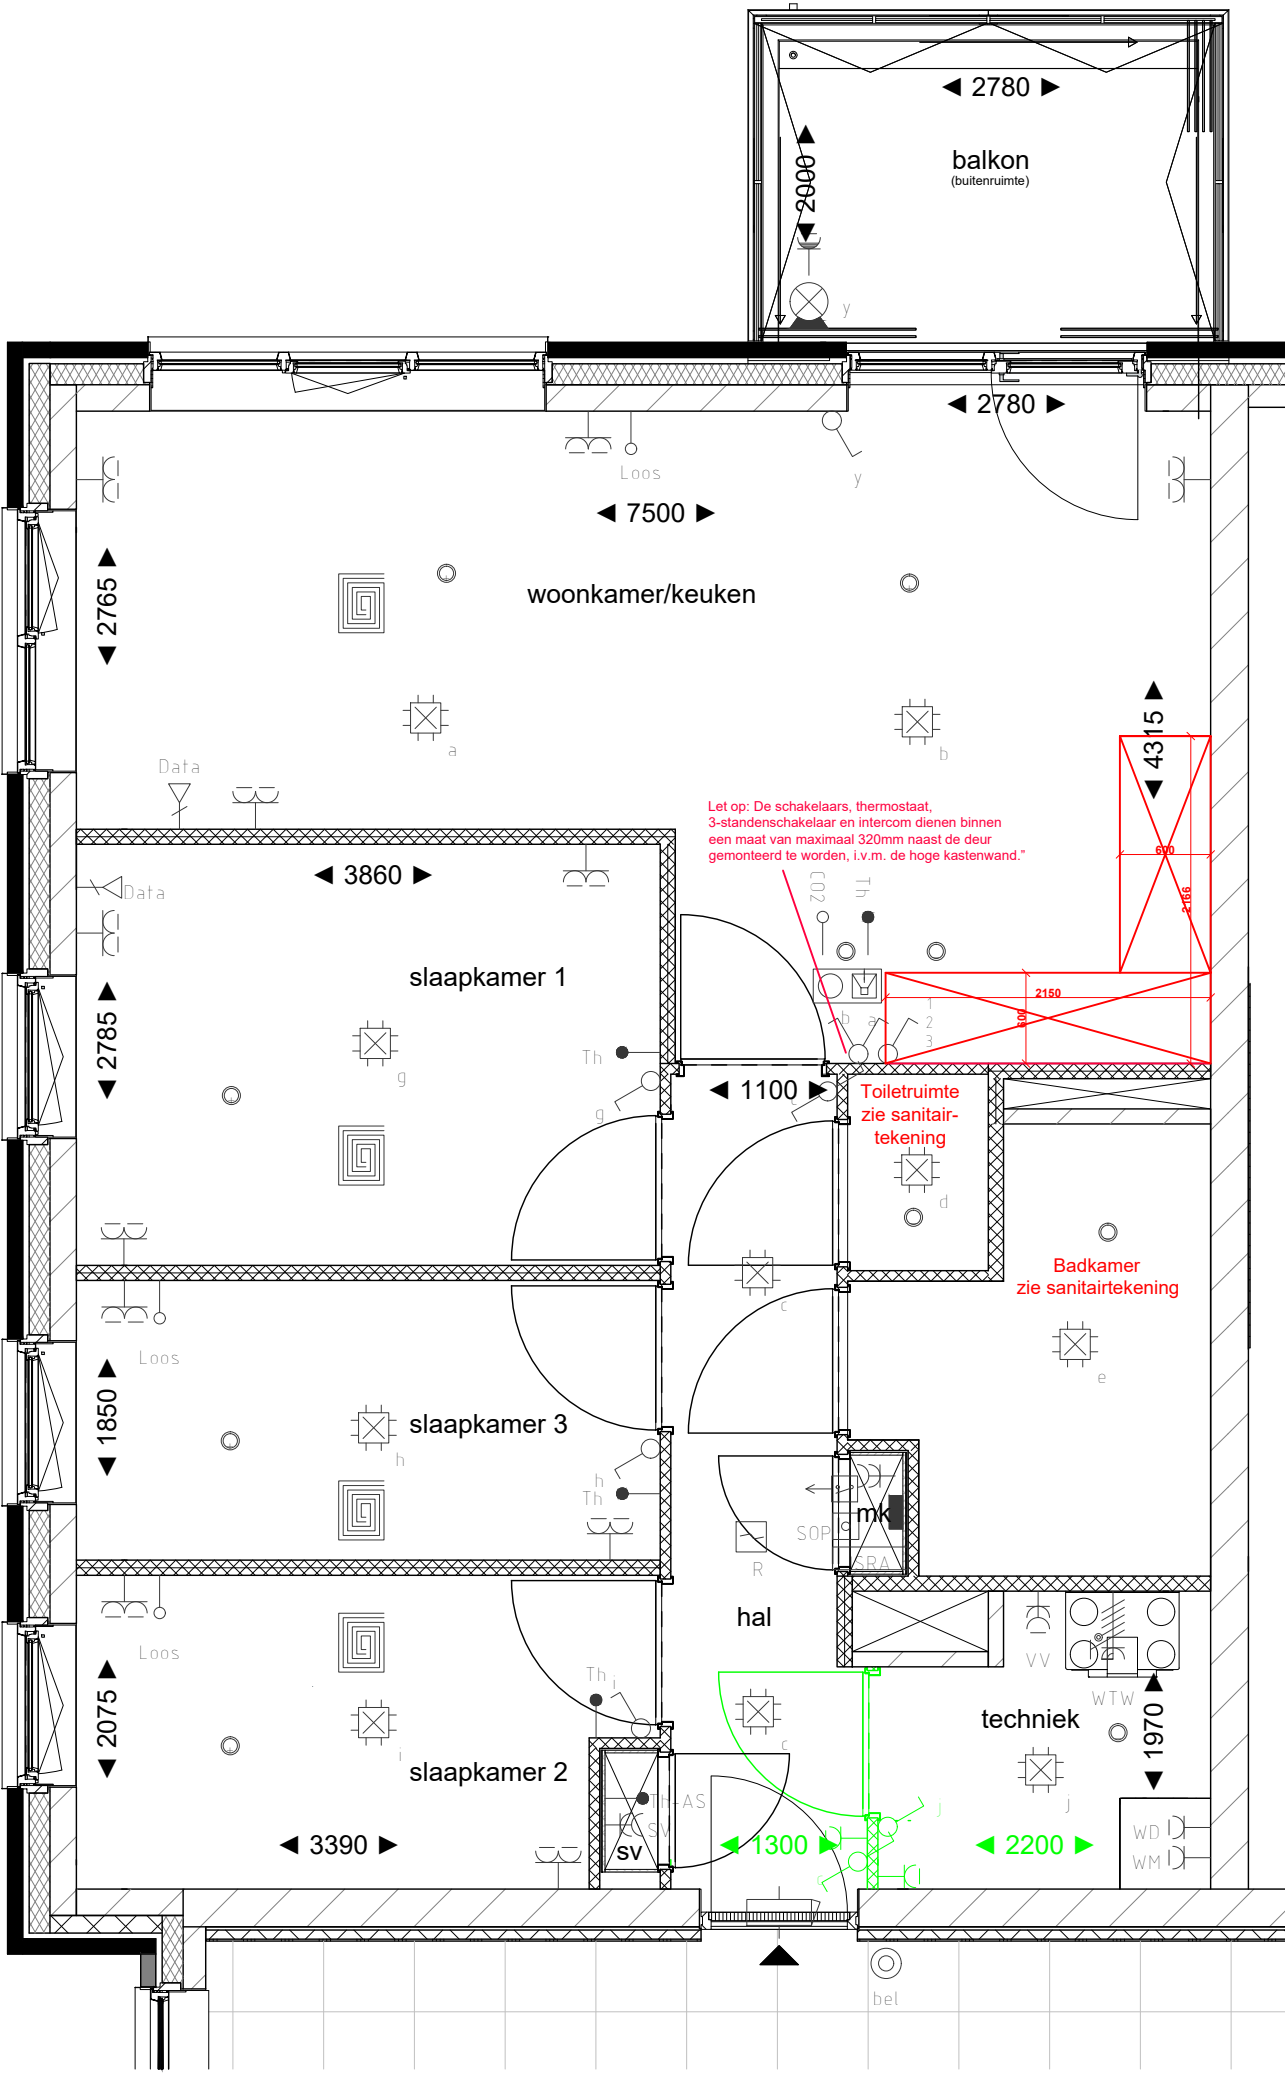 2780
2000
balkon
(buitenruimte)
y
2780
Loos
y
7500
2765
woonkamer/keuken
4315
a
b
Data
Let op: De schakelaars, thermostaat,
3-standenschakelaar en intercom dienen binnen
een maat van maximaal 320mm naast de deur
gemonteerd te worden, i.v.m. de hoge kastenwand."
600
2166
3860
Data
CO2
Th
slaapkamer 1
2150
600
b
a
1
2
3
2785
Th
g
g
1100
c
Toiletruimte
zie sanitair-
tekening
d
Badkamer
zie sanitairtekening
c
Loos
e
1850
slaapkamer 3
h
h
Th
mk
SOP
SRA
R
hal
Loos
VV
WTW
Th
i
2075
techniek
1970
c
i
slaapkamer 2
j
Th-AS
SV
sv
j
WD
WM
3390
1300
2200
c
bel